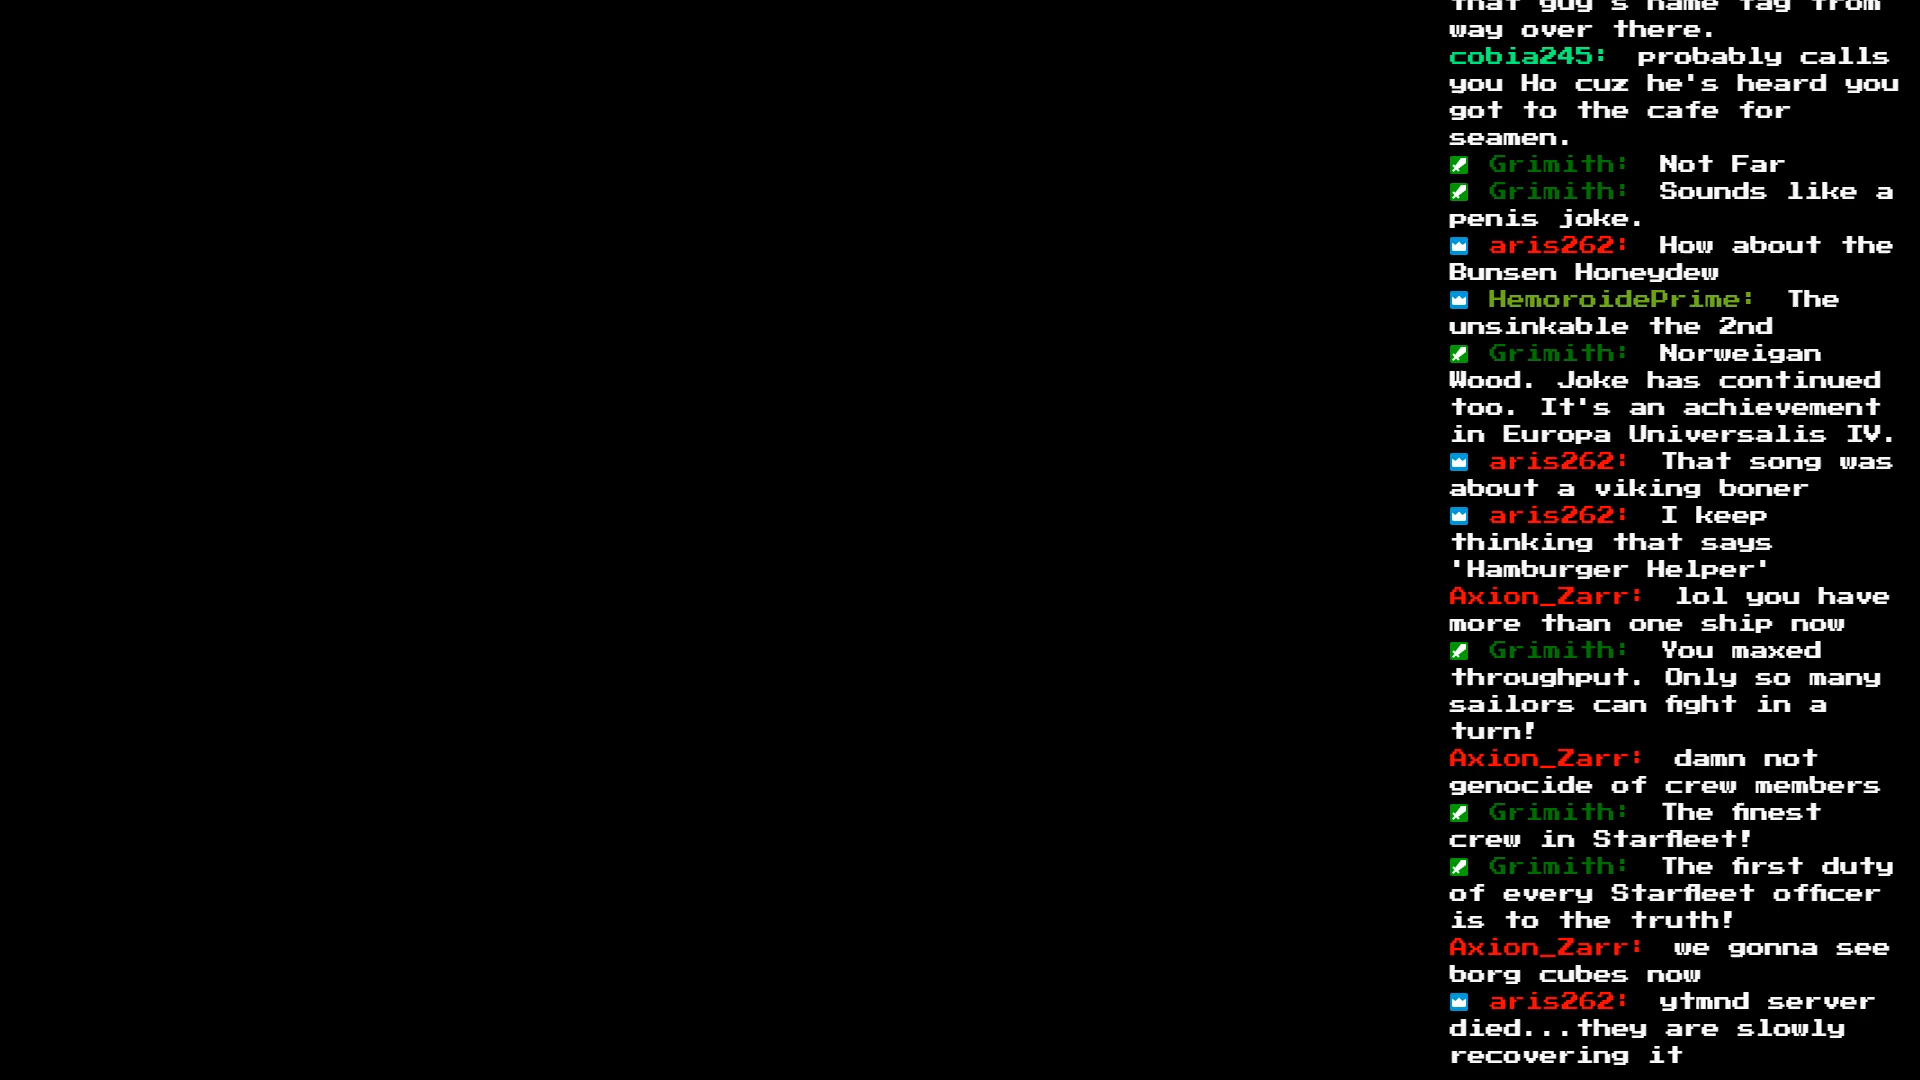 that guy's name tag from
way over there.
cobia245: probably calls
you Ho cuz he's heard you
got to the cafe for
seamen.
Grimith: Not Far
Grimith: Sounds like a
penis joke.
aris262: How about the
Bunsen Honeydew
HemoroidePrime: The
unsinkable the 2nd
Grimith: Norweigan
Wood. Joke has continued
too. It's an achievement
in Europa Universalis IV.
aris262: That song was
about a viking boner
aris262: I keep
thinking that says
'Hamburger Helper'
Axion_Zarr: lol you have
more than one ship now
Grimith: You maxed
throughput. Only so many
sailors can fight in a
turn!
Axion_Zarr: damn not
genocide of crew members
Grimith: The finest
crew in Starfleet!
Grimith: The first duty
of every Starfleet officer
is to the truth!
Axion_Zarr: we gonna see
borg cubes now
aris262: ytmnd server
died...they are slowly
recovering it